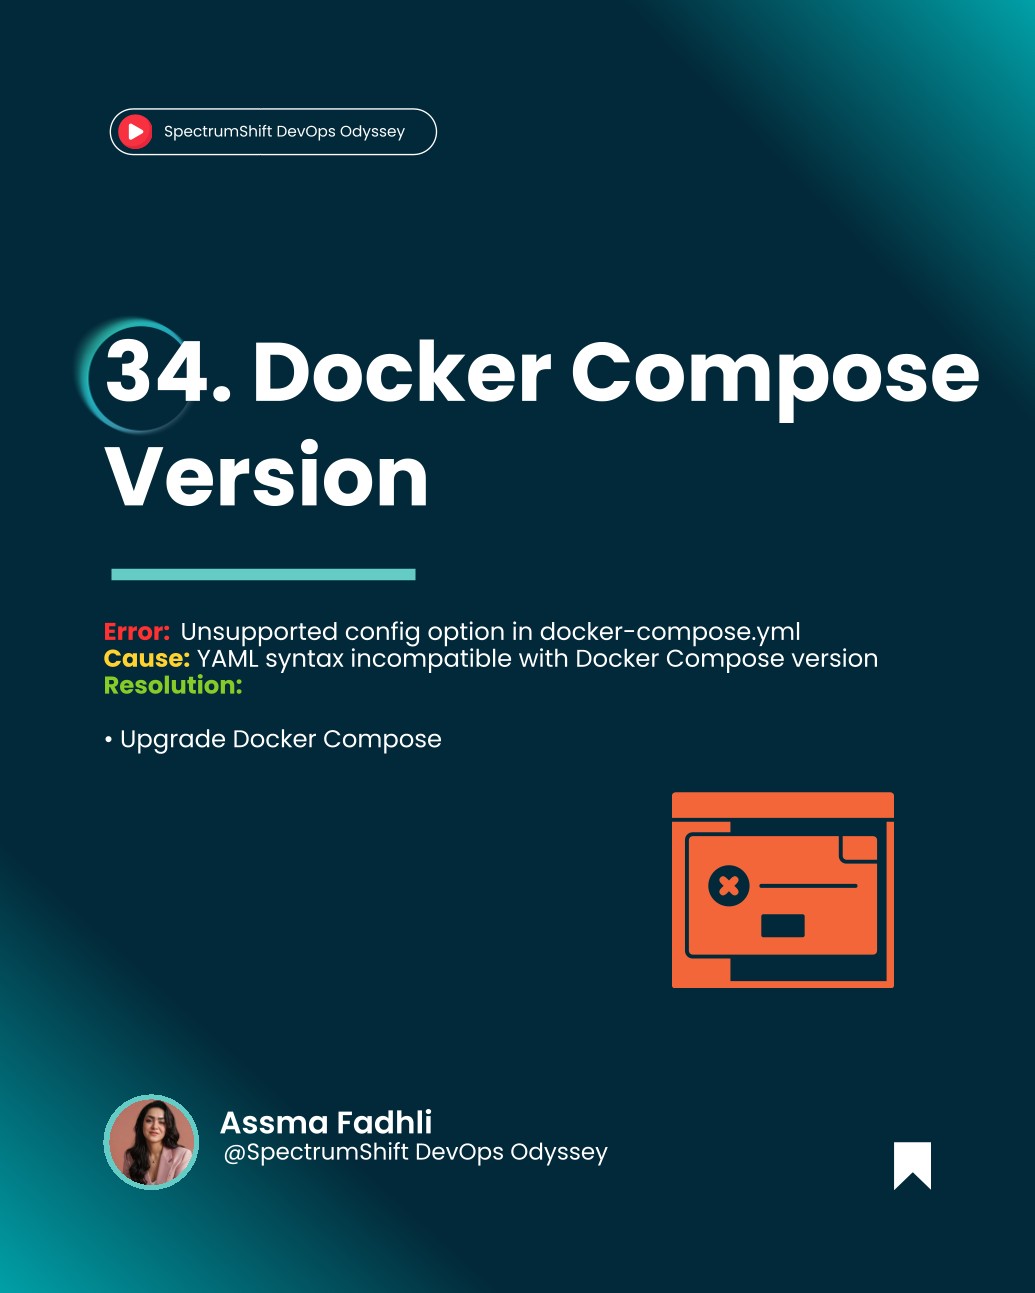 SpectrumShift DevOps Odyssey
34. Docker Compose
Version
Error: Unsupported config option in docker-compose.yml
Cause: YAML syntax incompatible with Docker Compose version
Resolution:
• Upgrade Docker Compose
Assma Fadhli
@SpectrumShift DevOps Odyssey